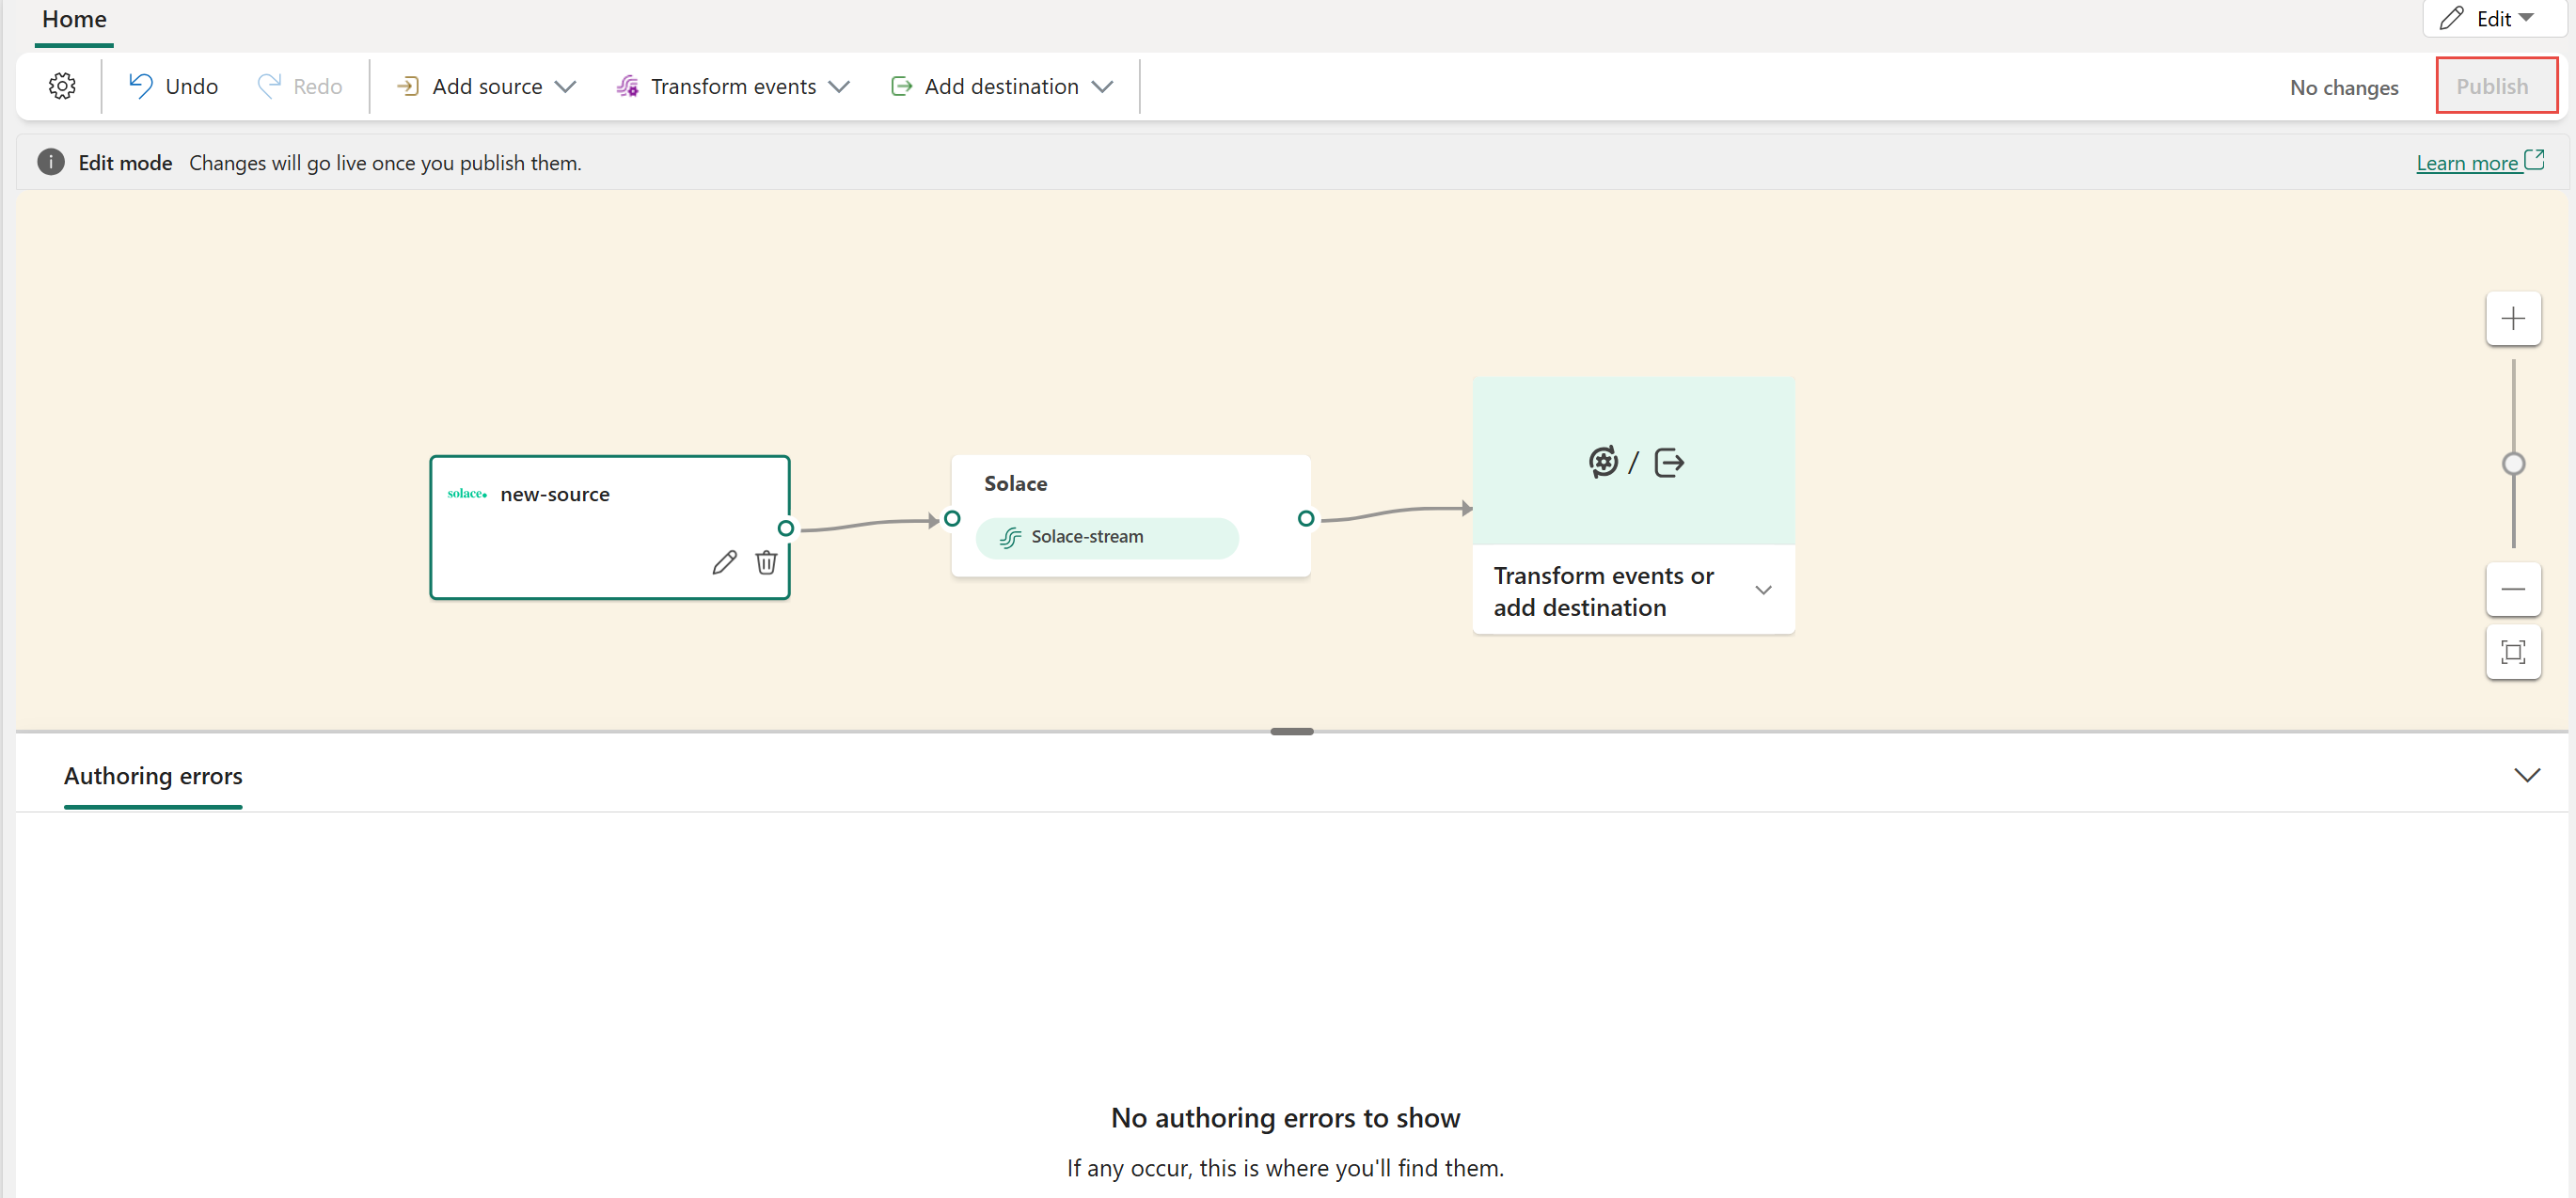 Home
Edit
Undo
Redo
Add source
Transform events
Add destination
No changes
Publish
Edit mode Changes will go live once you publish them.
Learn more
solace.
new-source
Solace
Solace-stream
/
Transform events or
add destination
Authoring errors
No authoring errors to show
If any occur, this is where you'll find them.